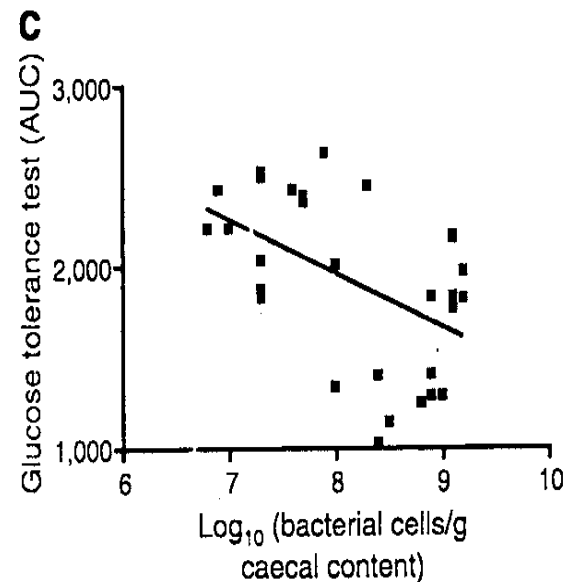 c
Glucose tolerance test (AUC)
3,000
2,000
1,000
6 7 8 9 10
Log10 (bacterial cells/g
caecal content)